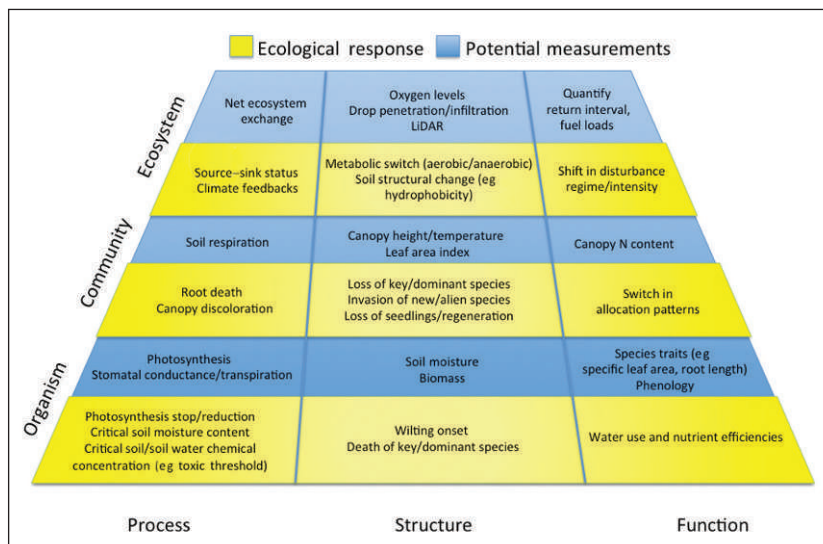 Ecological response
Potential measurements
Ecosystem
Net ecosystem
exchange
Oxygen levels
Drop penetration/infiltration
LiDAR
Quantify
return interval,
fuel loads
Source–sink status
Climate feedbacks
Metabolic switch (aerobic/anaerobic)
Soil structural change (eg
hydrophobicity)
Shift in disturbance
regime/intensity
Community
Soil respiration
Canopy height/temperature
Leaf area index
Canopy N content
Root death
Canopy discoloration
Loss of key/dominant species
Invasion of new/alien species
Loss of seedlings/regeneration
Switch in
allocation patterns
Organism
Photosynthesis
Stomatal conductance/transpiration
Soil moisture
Biomass
Species traits (eg
specific leaf area, root length)
Phenology
Photosynthesis stop/reduction
Critical soil moisture content
Critical soil/soil water chemical
concentration (eg toxic threshold)
Wilting onset
Death of key/dominant species
Water use and nutrient efficiencies
Process
Structure
Function